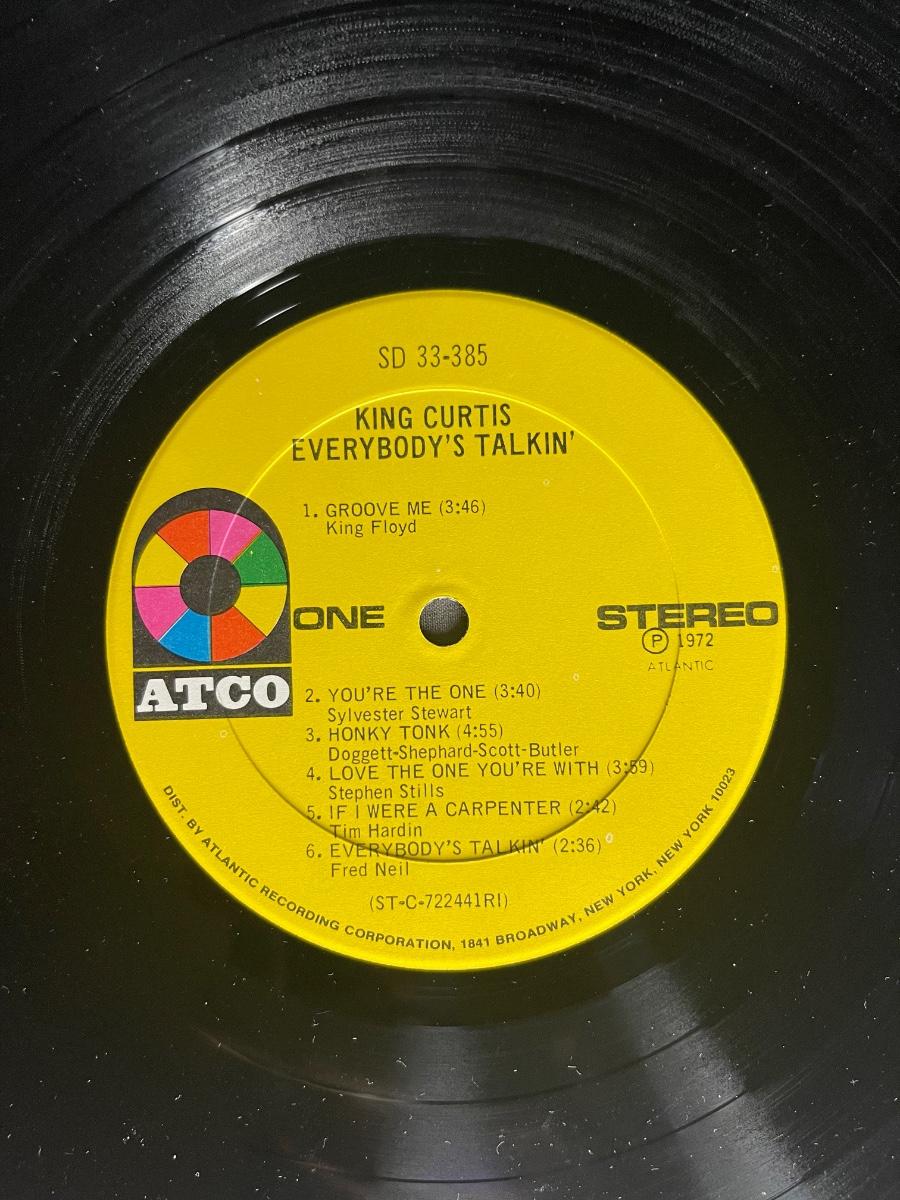 SD 33-385
KING CURTIS
EVERYBODY'S TALKIN'
1. GROOVE ME (3:46)
King Floyd
ATCO
ONE
STEREO
Ⓟ 1972
ATLANTIC
2. YOU'RE THE ONE (3:40)
Sylvester Stewart
3. HONKY TONK (4:55)
Doggett-Shephard-Scott-Butler
4. LOVE THE ONE YOU'RE WITH (3:59)
Stephen Stills
5. IF I WERE A CARPENTER (2:42)
Tim Hardin
6. EVERYBODY'S TALKIN' (2:36)
Fred Neil
(ST-C-722441RI)
DIST. BY ATLANTIC RECORDING CORPORATION, 1841 BROADWAY, NEW YORK, NEW YORK 10023